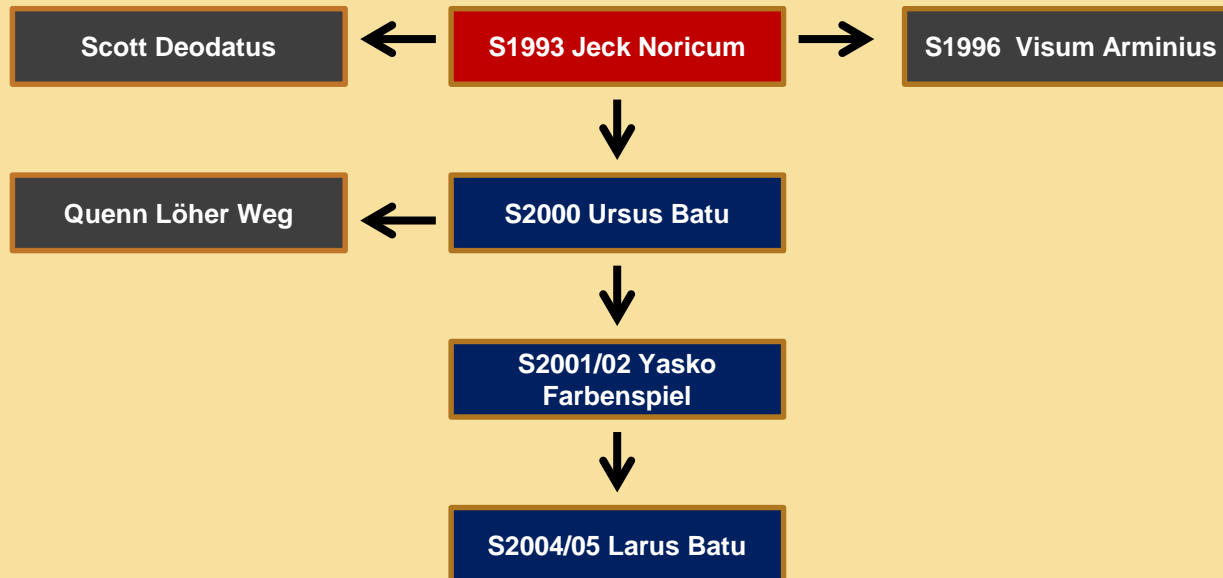 Scott Deodatus
S1993 Jeck Noricum
S1996  Visum Arminius
Quenn Löher Weg
S2000 Ursus Batu
S2001/02 Yasko
Farbenspiel
S2004/05 Larus Batu